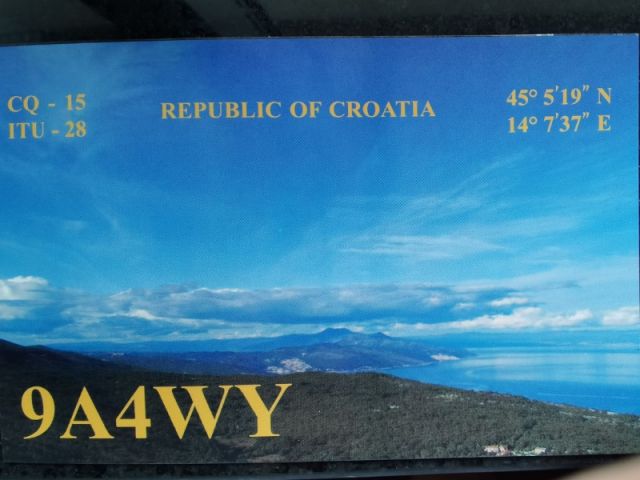 CQ - 15
ITU - 28
REPUBLIC OF CROATIA
45° 5'19" N
14° 7'37" E
9A4WY